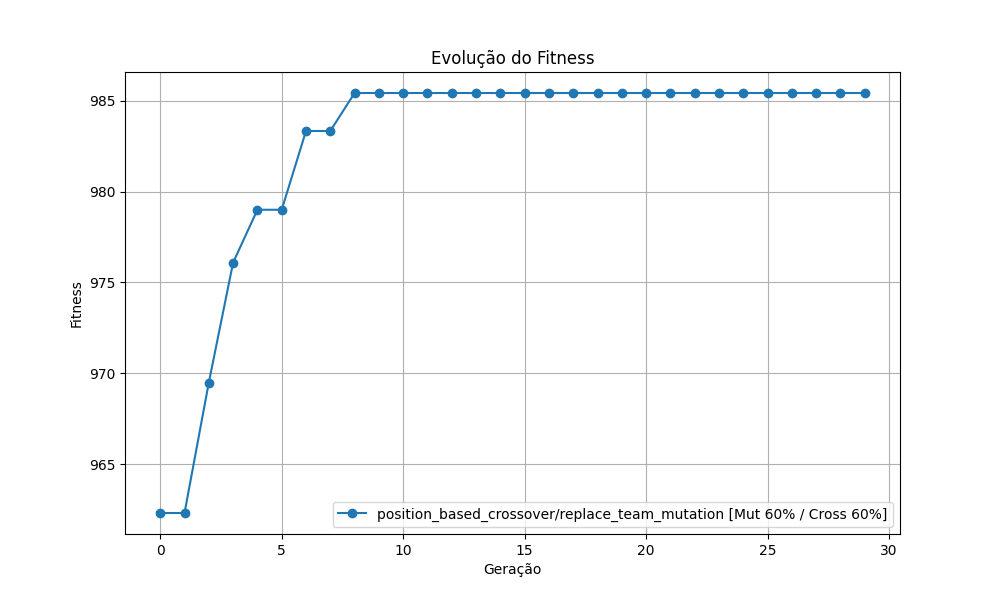 Evolução do Fitness
985
980
975
970
965
Fitness
position_based_crossover/replace_team_mutation [Mut 60% / Cross 60%]
0 5 10 15 20 25 30
Geração